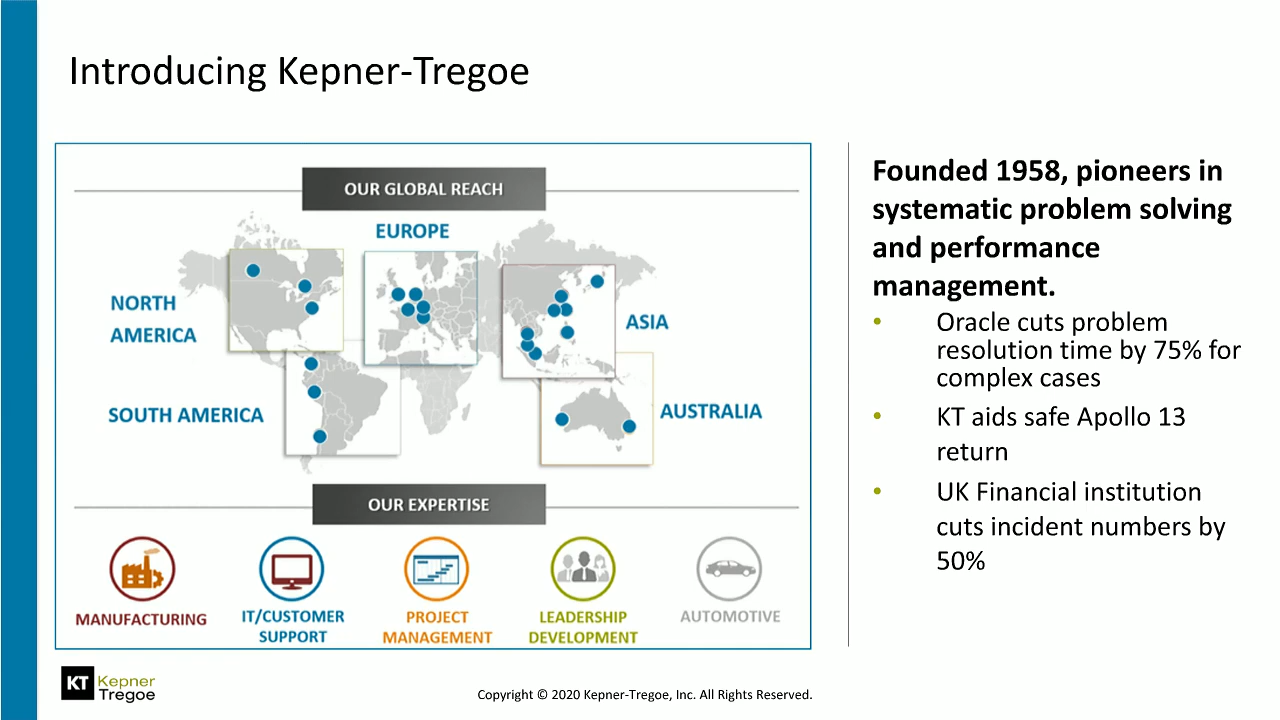 Introducing Kepner-Tregoe
OUR GLOBAL REACH
EUROPE
NORTH
AMERICA
ASIA
SOUTH AMERICA
AUSTRALIA
OUR EXPERTISE
MANUFACTURING
IT/CUSTOMER
SUPPORT
PROJECT
MANAGEMENT
LEADERSHIP
DEVELOPMENT
AUTOMOTIVE
Founded 1958, pioneers in
systematic problem solving
and performance
management.
• Oracle cuts problem
resolution time by 75% for
complex cases
• KT aids safe Apollo 13
return
• UK Financial institution
cuts incident numbers by
50%
KT Kepner
Tregoe
Copyright © 2020 Kepner-Tregoe, Inc. All Rights Reserved.